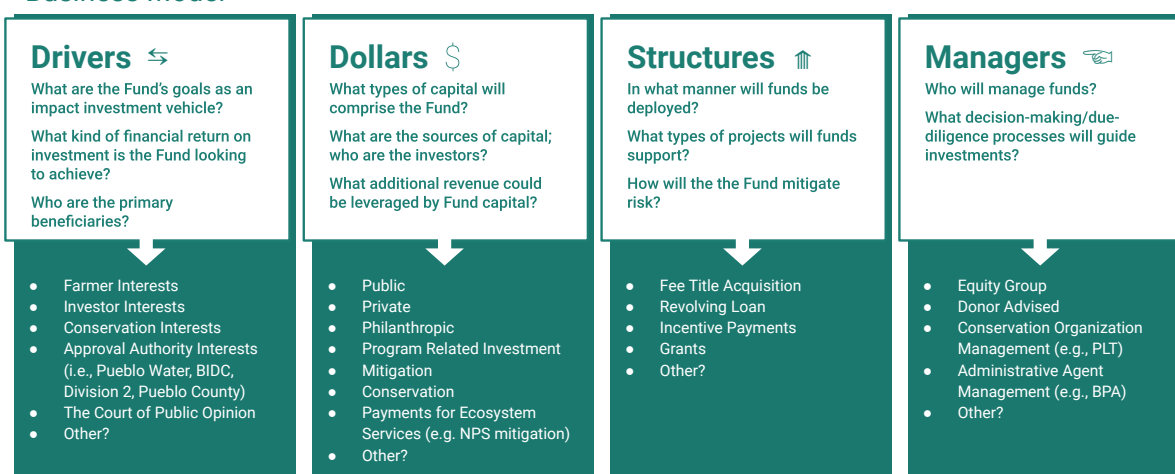 Business Model
Drivers
What are the Fund's goals as an
impact investment vehicle?
What kind of financial return on
investment is the Fund looking
to achieve?
Who are the primary
beneficiaries?
● Farmer Interests
● Investor Interests
● Conservation Interests
● Approval Authority Interests
(i.e., Pueblo Water, BIDC,
Division 2, Pueblo County)
● The Court of Public Opinion
● Other?
Dollars $
What types of capital will
comprise the Fund?
What are the sources of capital;
who are the investors?
What additional revenue could
be leveraged by Fund capital?
● Public
● Private
● Philanthropic
● Program Related Investment
● Mitigation
● Conservation
● Payments for Ecosystem
Services (e.g. NPS mitigation)
● Other?
Structures
In what manner will funds be
deployed?
What types of projects will funds
support?
How will the the Fund mitigate
risk?
● Fee Title Acquisition
● Revolving Loan
● Incentive Payments
● Grants
● Other?
Managers
Who will manage funds?
What decision-making/due-
diligence processes will guide
investments?
● Equity Group
● Donor Advised
● Conservation Organization
Management (e.g., PLT)
● Administrative Agent
Management (e.g., BPA)
● Other?